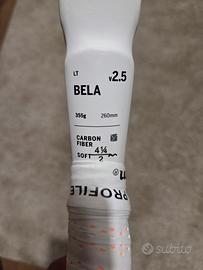 LT
v2.5
BELA
355g
260mm
CARBON
FIBER
4 1/4
SOFT 2
PROFILE
subito